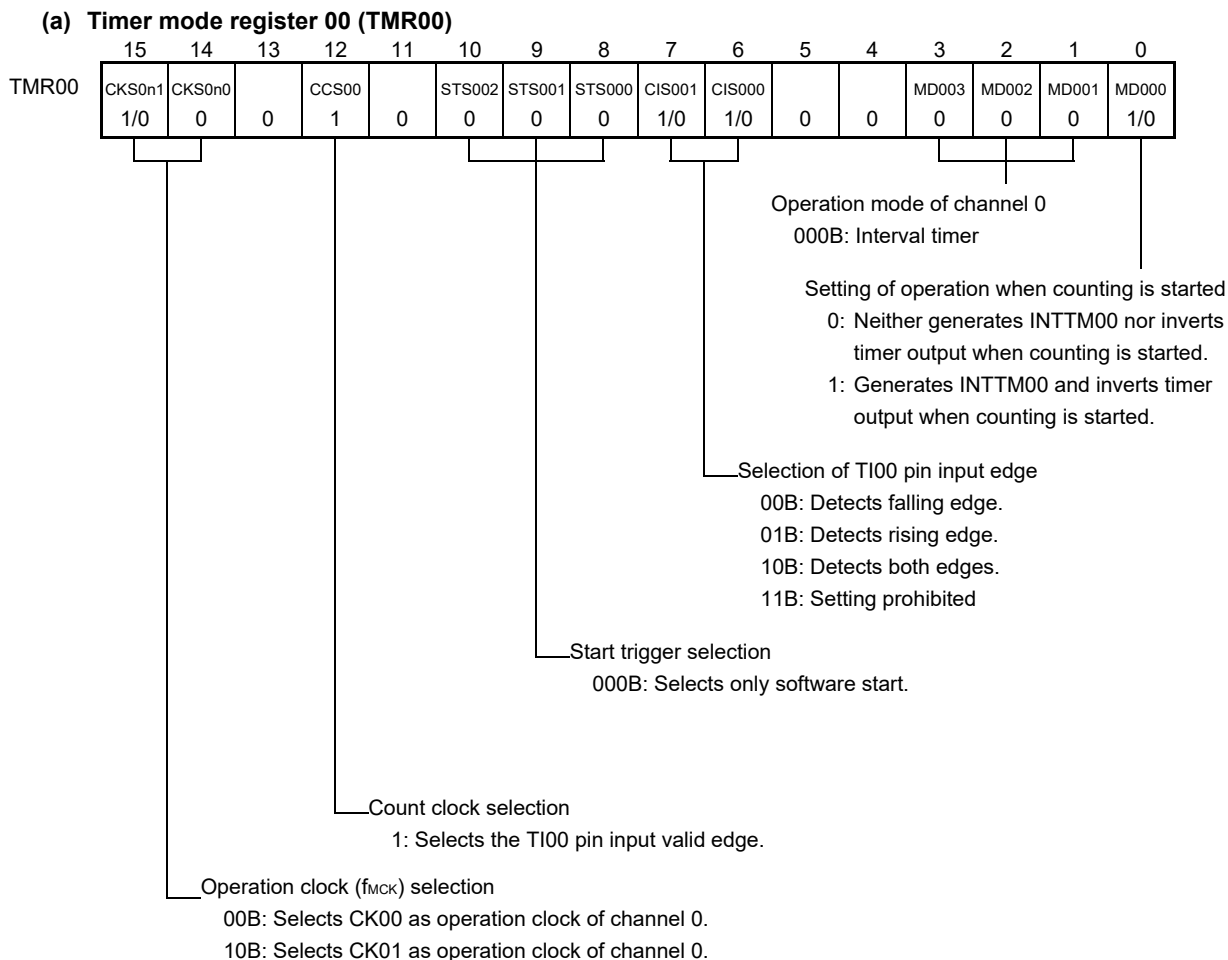 (a) Timer mode register 00 (TMR00)
15 14 13 12 11 10 9 8 7 6 5 4 3 2 1 0
TMR00 CKS0n1 CKS0n0 CCS00 STS002 STS001 STS000 CIS001 CIS000 MD003 MD002 MD001 MD000
1/0 0 0 1 0 0 0 0 1/0 1/0 0 0 0 0 0 1/0
Operation mode of channel 0
000B: Interval timer
Setting of operation when counting is started
0: Neither generates INTTM00 nor inverts
timer output when counting is started.
1: Generates INTTM00 and inverts timer
output when counting is started.
Selection of TI00 pin input edge
00B: Detects falling edge.
01B: Detects rising edge.
10B: Detects both edges.
11B: Setting prohibited
Start trigger selection
000B: Selects only software start.
Count clock selection
1: Selects the TI00 pin input valid edge.
Operation clock (fMCK) selection
00B: Selects CK00 as operation clock of channel 0.
10B: Selects CK01 as operation clock of channel 0.